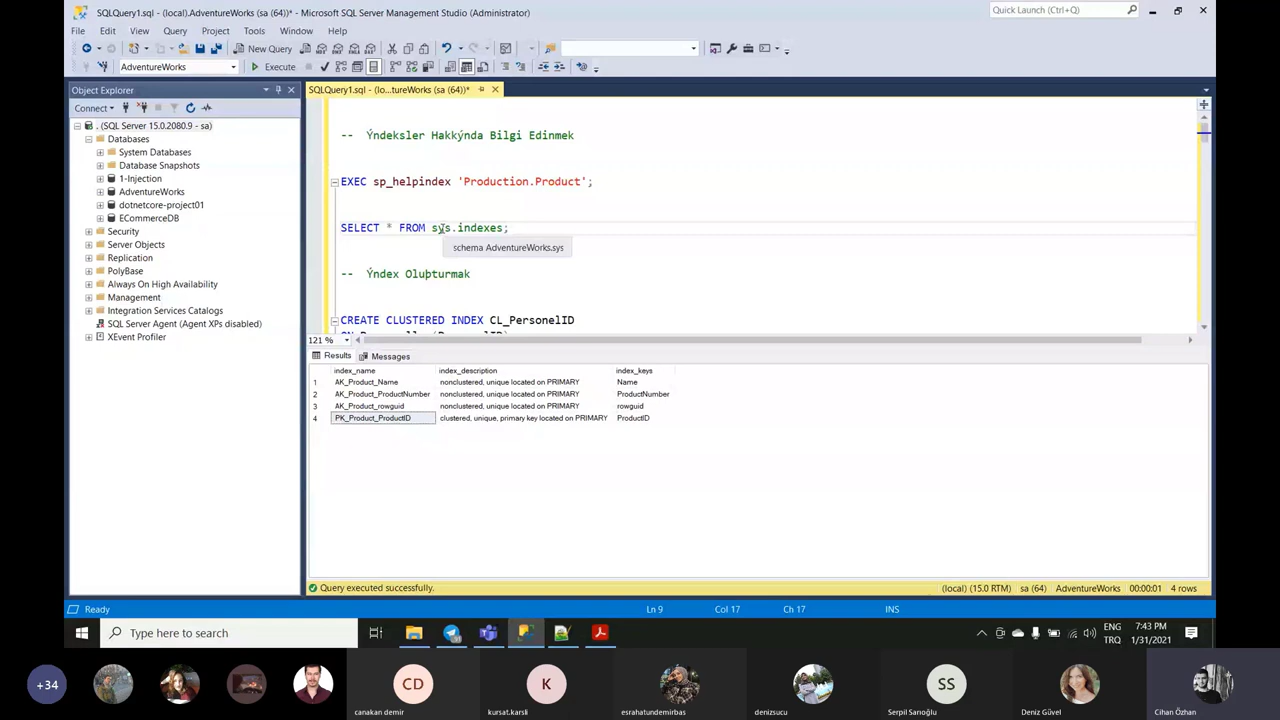 SQLQuery1.sql - (local).AdventureWorks (sa (64))* - Microsoft SQL Server Management Studio (Administrator)
Quick Launch (Ctrl+Q)
File Edit View Query Project Tools Window Help
New Query
AdventureWorks
Execute
Object Explorer
SQLQuery1.sql - (lo...tureWorks (sa (64))*
Connect
. (SQL Server 15.0.2080.9 - sa)
Databases
System Databases
Database Snapshots
1-Injection
AdventureWorks
dotnetcore-project01
ECommerceDB
Security
Server Objects
Replication
PolyBase
Always On High Availability
Management
Integration Services Catalogs
SQL Server Agent (Agent XPs disabled)
XEvent Profiler
-- Ýndeksler Hakkýnda Bilgi Edinmek
EXEC sp_helpindex 'Production.Product';
SELECT * FROM sys.indexes;
schema AdventureWorks.sys
-- Ýndex Oluþturmak
CREATE CLUSTERED INDEX CL_PersonelID
121 %
Results Messages
index_name index_description index_keys
1 AK_Product_Name nonclustered, unique located on PRIMARY Name
2 AK_Product_ProductNumber nonclustered, unique located on PRIMARY ProductNumber
3 AK_Product_rowguid nonclustered, unique located on PRIMARY rowguid
4 PK_Product_ProductID clustered, unique, primary key located on PRIMARY ProductID
Query executed successfully.
(local) (15.0 RTM) sa (64) AdventureWorks 00:00:01 4 rows
Ready
Ln 9 Col 17 Ch 17 INS
Type here to search
ENG
TRQ
7:43 PM
1/31/2021
+34
CD
K
SS
canakan demir
kursat.karsli
esrahatundemirbas
denizsucu
Serpil Sarıoğlu
Deniz Güvel
Cihan Özhan